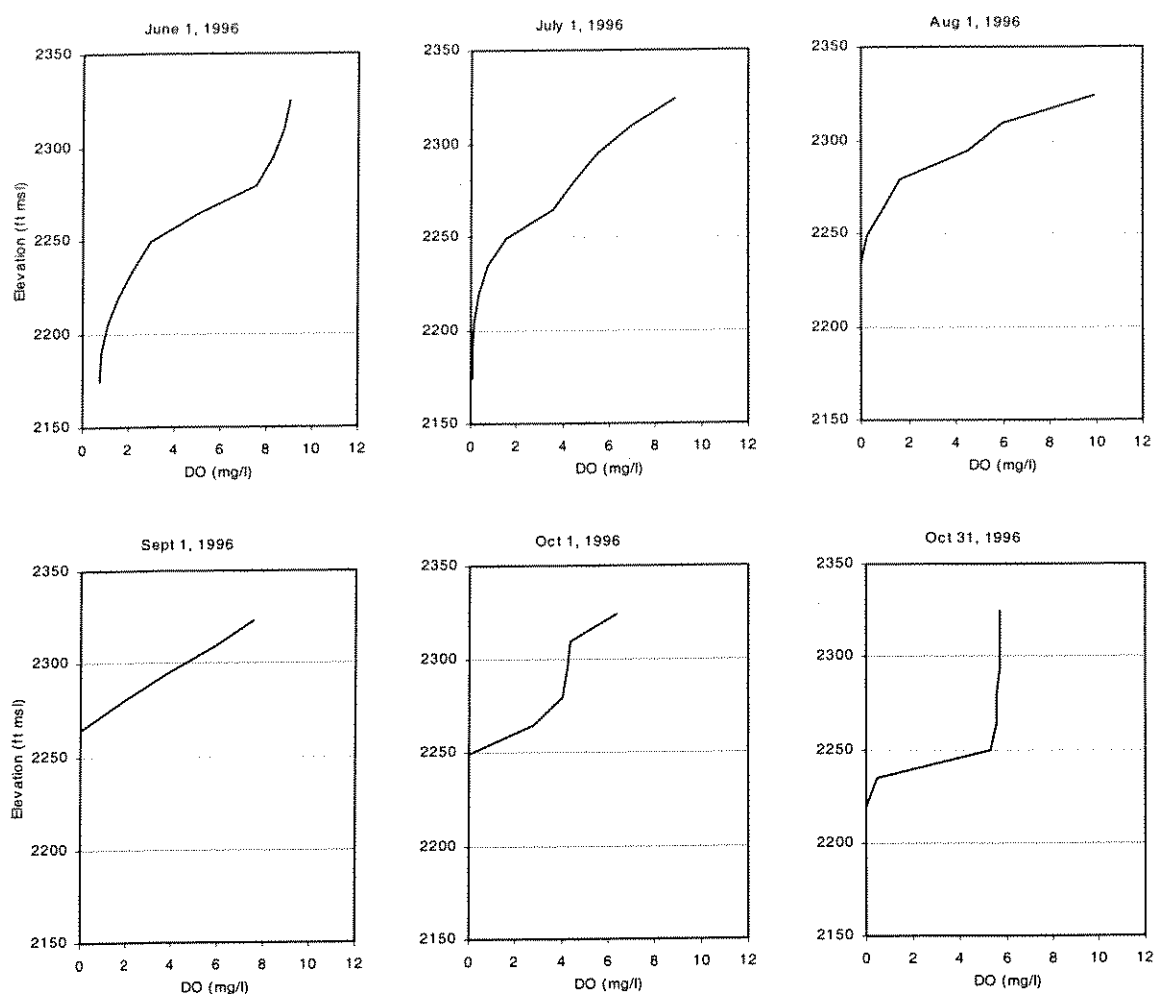 June 1, 1996
July 1, 1996
Aug 1, 1996
2350
2300
2250
2200
2150
Elevation (ft msl)
0 2 4 6 8 10 12
DO (mg/l)
2350
2300
2250
2200
2150
0 2 4 6 8 10 12
DO (mg/l)
2350
2300
2250
2200
2150
0 2 4 6 8 10 12
DO (mg/l)
Sept 1, 1996
Oct 1, 1996
Oct 31, 1996
2350
2300
2250
2200
2150
Elevation (ft msl)
0 2 4 6 8 10 12
DO (mg/l)
2350
2300
2250
2200
2150
0 2 4 6 8 10 12
DO (mg/l)
2350
2300
2250
2200
2150
0 2 4 6 8 10 12
DO (mg/l)